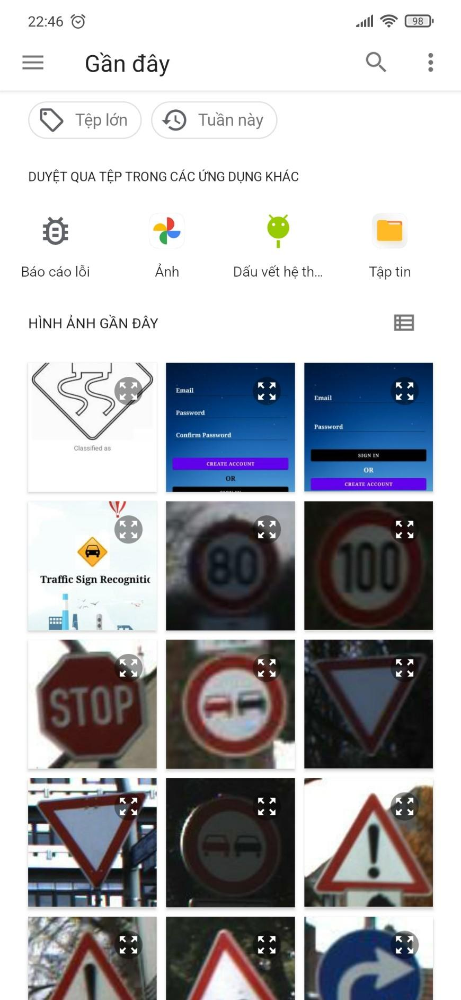 22:46
98
Gần đây
Tệp lớn
Tuần này
DUYỆT QUA TỆP TRONG CÁC ỨNG DỤNG KHÁC
Báo cáo lỗi
Ảnh
Dấu vết hệ th...
Tập tin
HÌNH ẢNH GẦN ĐÂY
Classified as
Email
Password
Confirm Password
CREATE ACCOUNT
OR
SIGN IN
Email
Password
SIGN IN
OR
CREATE ACCOUNT
Traffic Sign Recognitic
80
100
STOP